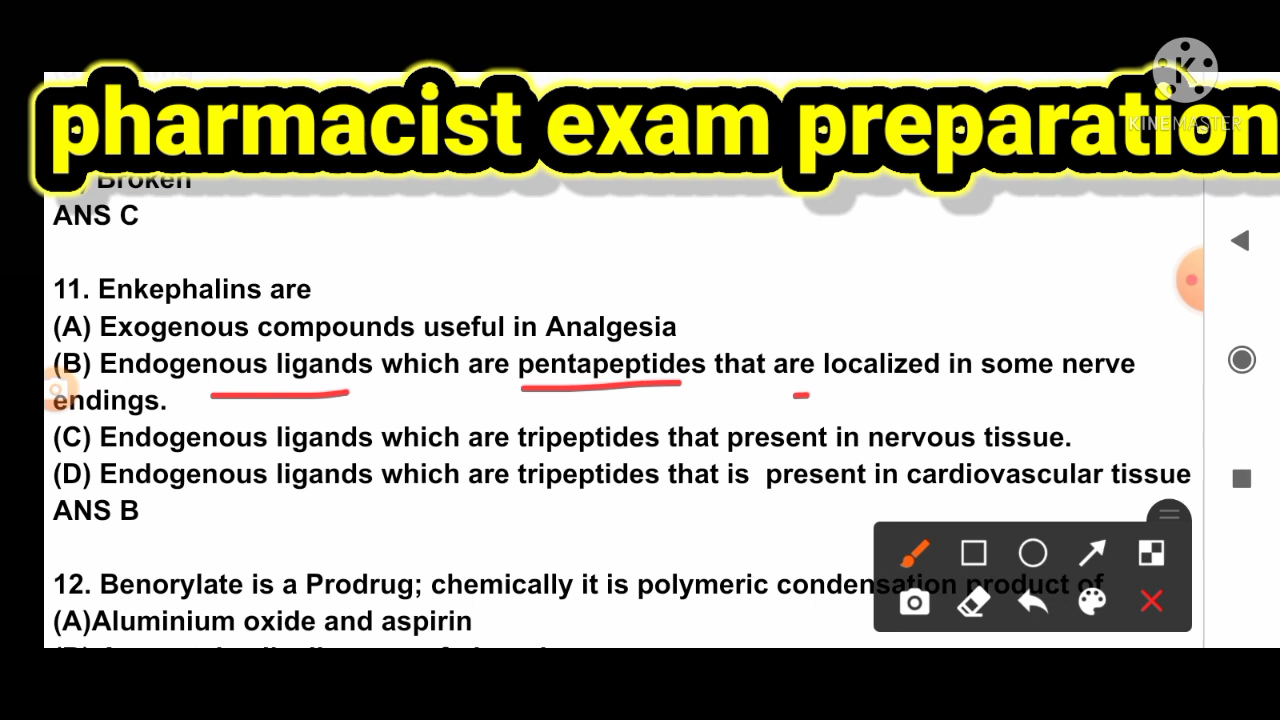 pharmacist exam preparation
KINEMASTER
Broken
ANS C
11. Enkephalins are
(A) Exogenous compounds useful in Analgesia
(B) Endogenous ligands which are pentapeptides that are localized in some nerve
endings.
(C) Endogenous ligands which are tripeptides that present in nervous tissue.
(D) Endogenous ligands which are tripeptides that is  present in cardiovascular tissue
ANS B
12. Benorylate is a Prodrug; chemically it is polymeric condensation product of
(A)Aluminium oxide and aspirin